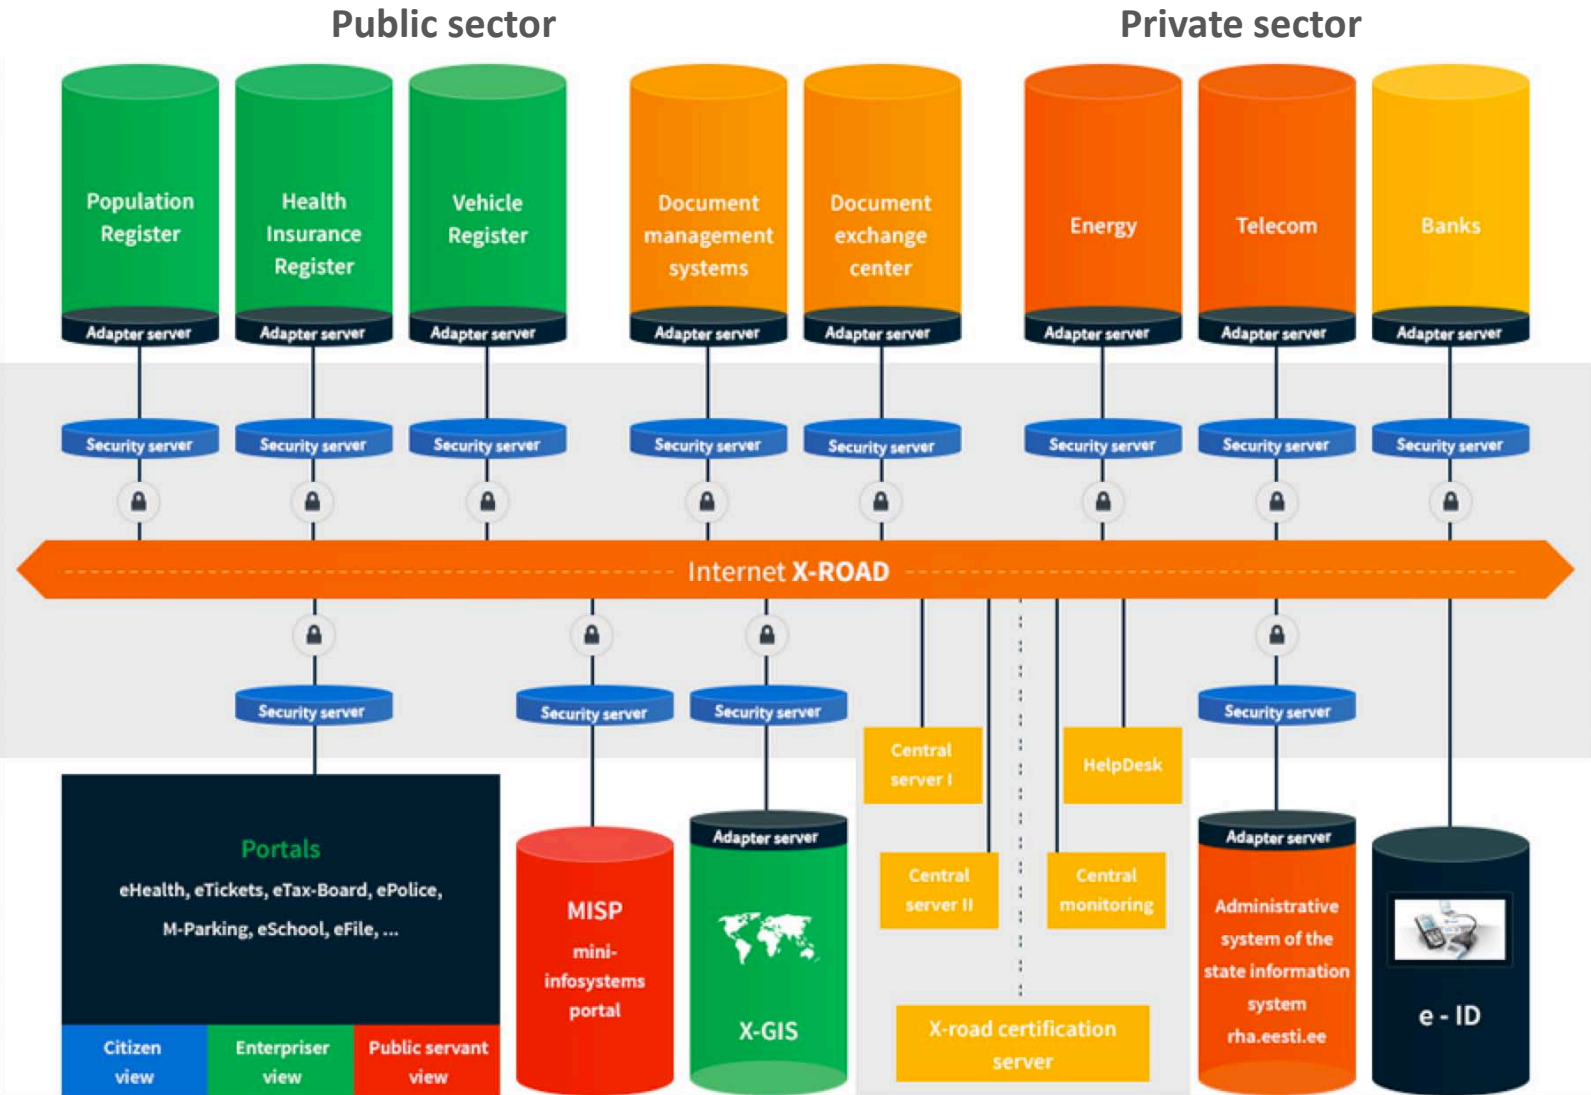 Public sector
Private sector
Population
Register
Health
Insurance
Register
Vehicle
Register
Document
management
systems
Document
exchange
center
Energy
Telecom
Banks
Adapter server
Adapter server
Adapter server
Adapter server
Adapter server
Adapter server
Adapter server
Adapter server
Security server
Security server
Security server
Security server
Security server
Security server
Security server
Security server
Internet X-ROAD
Security server
Security server
Security server
Security server
Portals
eHealth, eTickets, eTax-Board, ePolice,
M-Parking, eSchool, eFile, ...
Citizen
view
Enterpriser
view
Public servant
view
MISP
mini-
infosystems
portal
Adapter server
X-GIS
Central
server I
HelpDesk
Central
server II
Central
monitoring
X-road certification
server
Adapter server
Administrative
system of the
state information
system
rha.eesti.ee
e - ID